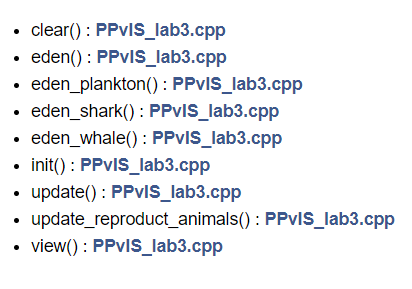 clear() : PPvIS_lab3.cpp
eden() : PPvIS_lab3.cpp
eden_plankton() : PPvIS_lab3.cpp
eden_shark() : PPvIS_lab3.cpp
eden_whale() : PPvIS_lab3.cpp
init() : PPvIS_lab3.cpp
update() : PPvIS_lab3.cpp
update_reproduct_animals() : PPvIS_lab3.cpp
view() : PPvIS_lab3.cpp